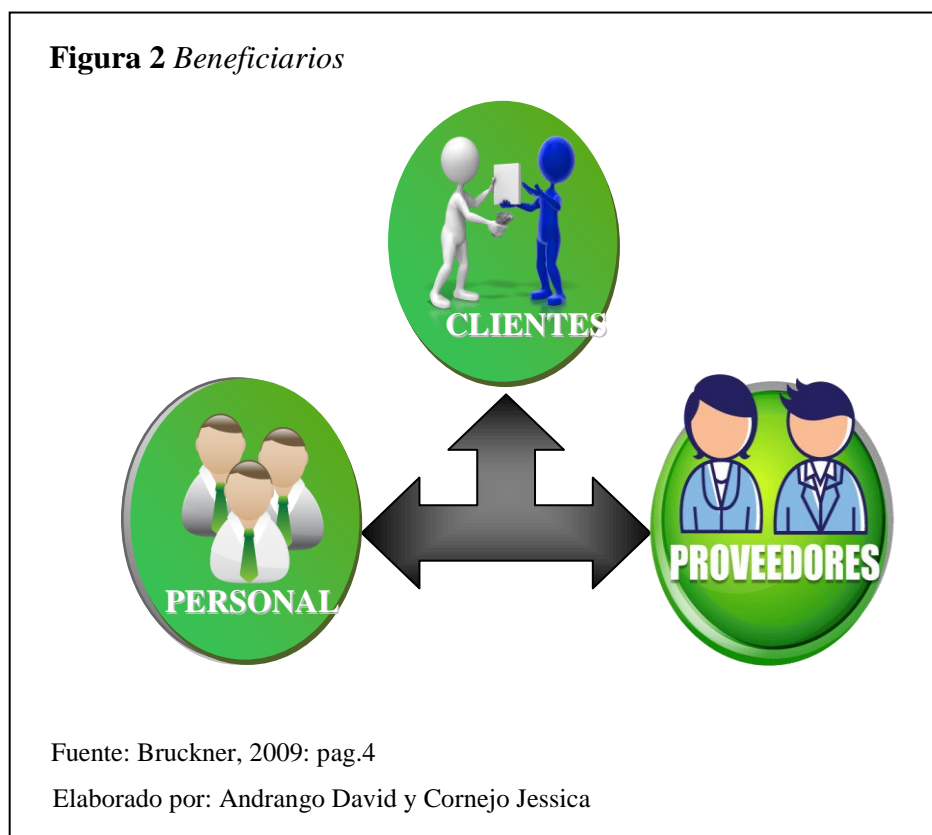 Figura 2 Beneficiarios
CLIENTES
PERSONAL
PROVEEDORES
Fuente: Bruckner, 2009: pag.4
Elaborado por: Andrango David y Cornejo Jessica